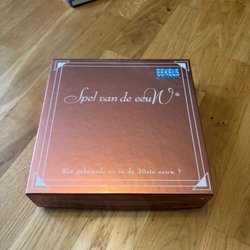 EEKELS
Spel van de eeuW®
Wat gebeurde er in de 20ste eeuw ?